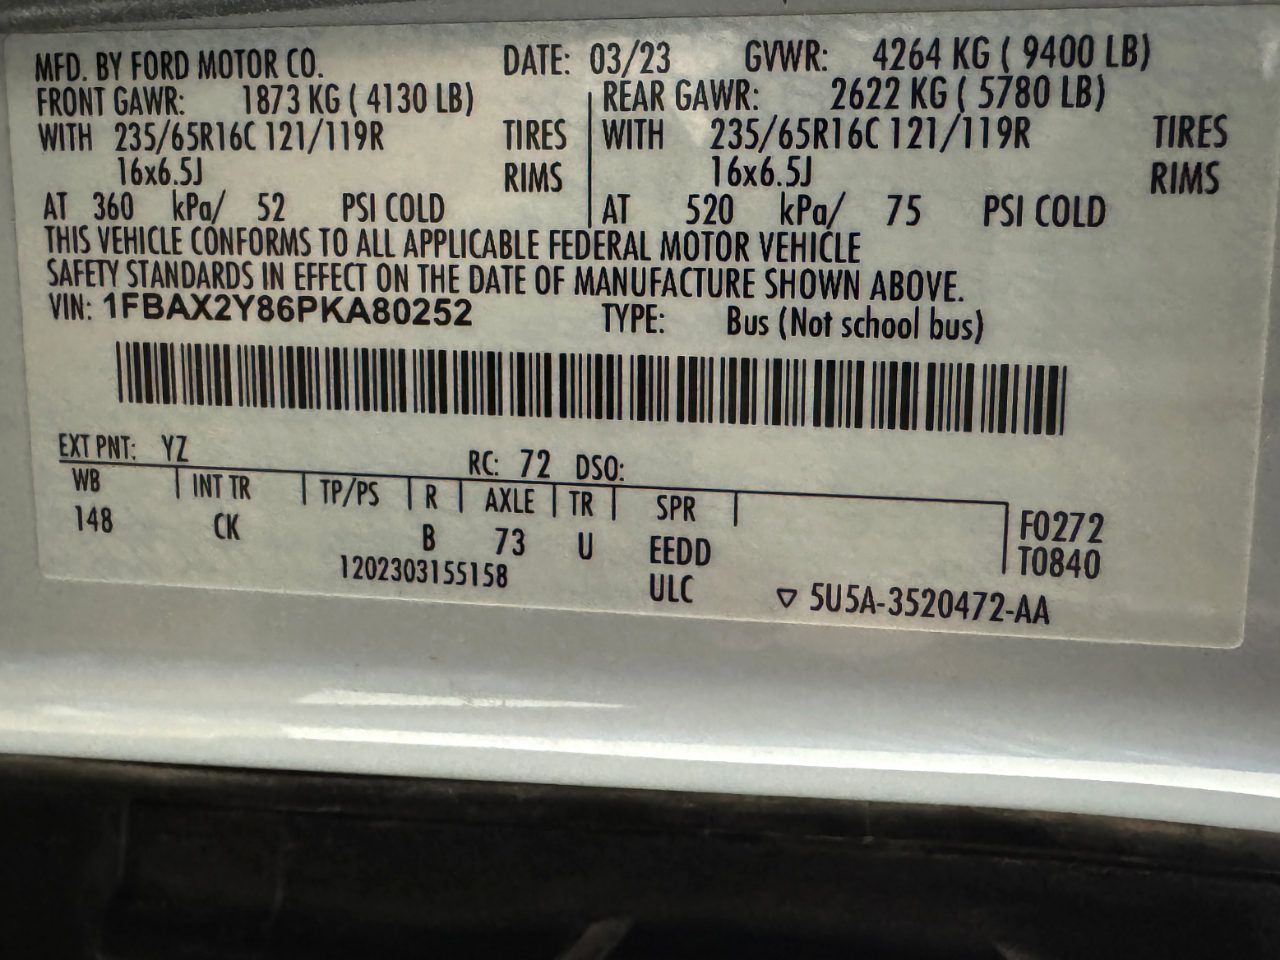 MFD. BY FORD MOTOR CO. DATE: 03/23 GVWR: 4264 KG ( 9400 LB)
FRONT GAWR: 1873 KG ( 4130 LB) REAR GAWR: 2622 KG ( 5780 LB)
WITH 235/65R16C 121/119R TIRES WITH 235/65R16C 121/119R TIRES
16x6.5J RIMS 16x6.5J RIMS
AT 360 kPa/ 52 PSI COLD AT 520 kPa/ 75 PSI COLD
THIS VEHICLE CONFORMS TO ALL APPLICABLE FEDERAL MOTOR VEHICLE
SAFETY STANDARDS IN EFFECT ON THE DATE OF MANUFACTURE SHOWN ABOVE.
VIN: 1FBAX2Y86PKA80252 TYPE: Bus (Not school bus)
EXT PNT: YZ RC: 72 DSO:
WB INT TR TP/PS R AXLE TR SPR
148 CK B 73 U EEDD F0272
T0840
1202303155158 ULC ▽ 5U5A-3520472-AA